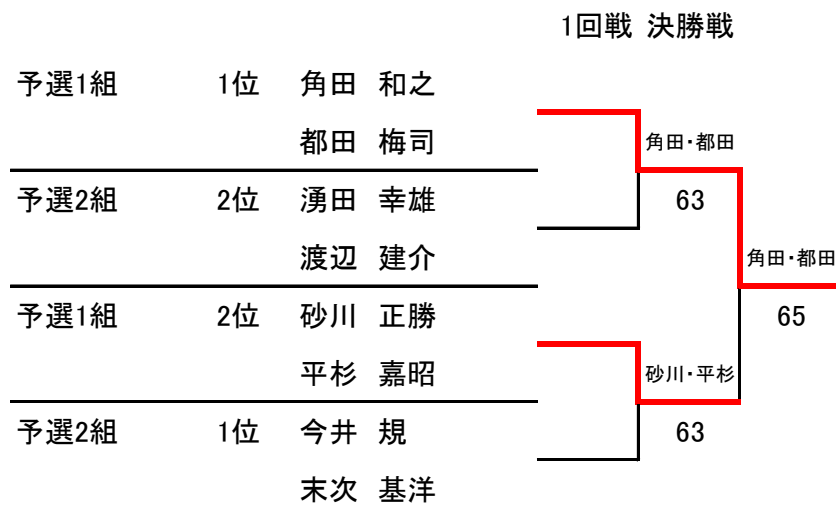 1回戦 決勝戦
予選1組 1位 角田 和之
都田 梅司 角田・都田
予選2組 2位 湧田 幸雄 63
渡辺 建介 角田・都田
予選1組 2位 砂川 正勝 65
平杉 嘉昭 砂川・平杉
予選2組 1位 今井 規 63
末次 基洋